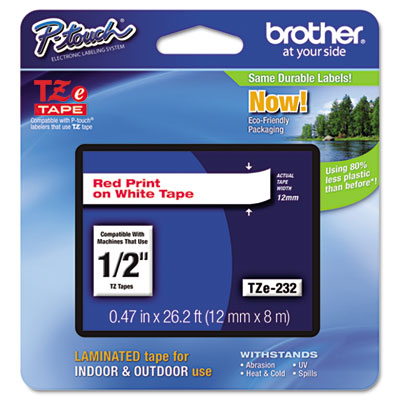 P-touch
ELECTRONIC LABELING SYSTEM
brother
at your side
TZe
TAPE
Compatible with P-touch®
labelers that use TZ tape
Same Durable Labels!
Now!
Eco-Friendly
Packaging
Using 80%
less plastic
than before*!
Red Print
on White Tape
ACTUAL
TAPE
WIDTH
12mm
Compatible With
Machines That Use
1/2"
TZ Tapes
TZe-232
0.47 in x 26.2 ft (12 mm x 8 m)
LAMINATED tape for
INDOOR & OUTDOOR use
WITHSTANDS
• Abrasion • UV
• Heat & Cold • Spills